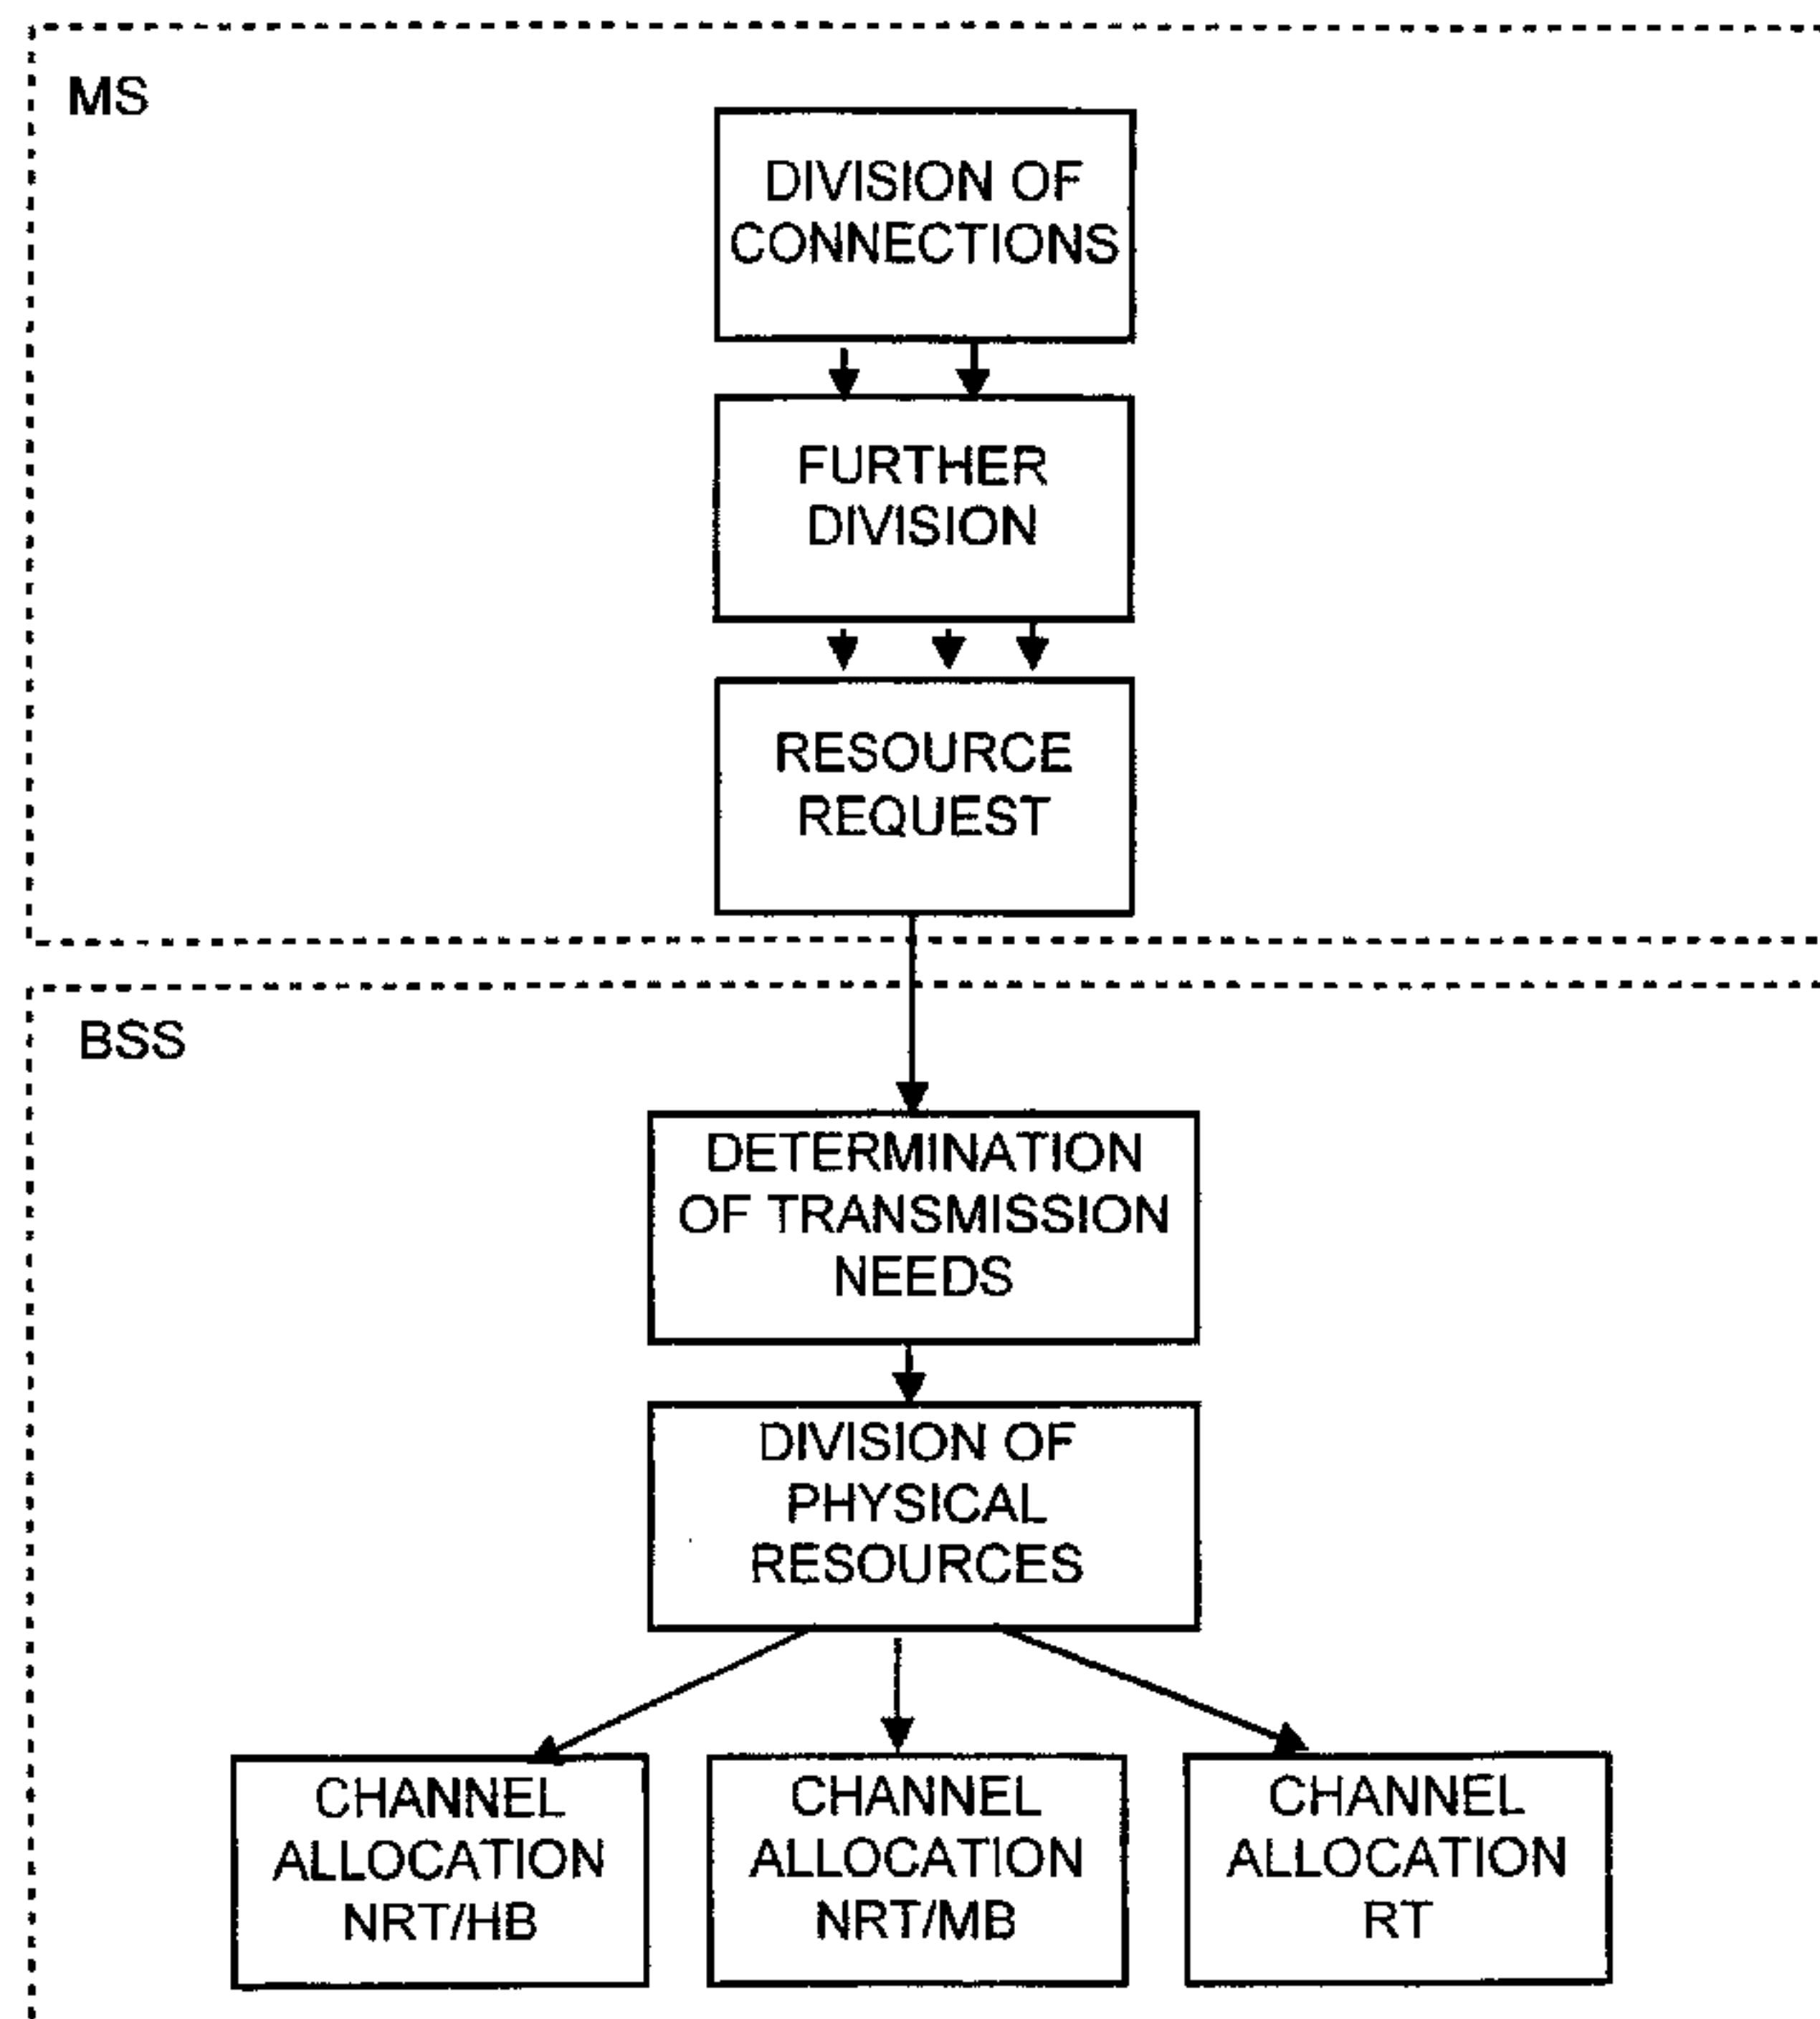 MS
DIVISION OF
CONNECTIONS
FURTHER
DIVISION
RESOURCE
REQUEST
BSS
DETERMINATION
OF TRANSMISSION
NEEDS
DIVISION OF
PHYSICAL
RESOURCES
CHANNEL
ALLOCATION
NRT/HB
CHANNEL
ALLOCATION
NRT/MB
CHANNEL
ALLOCATION
RT